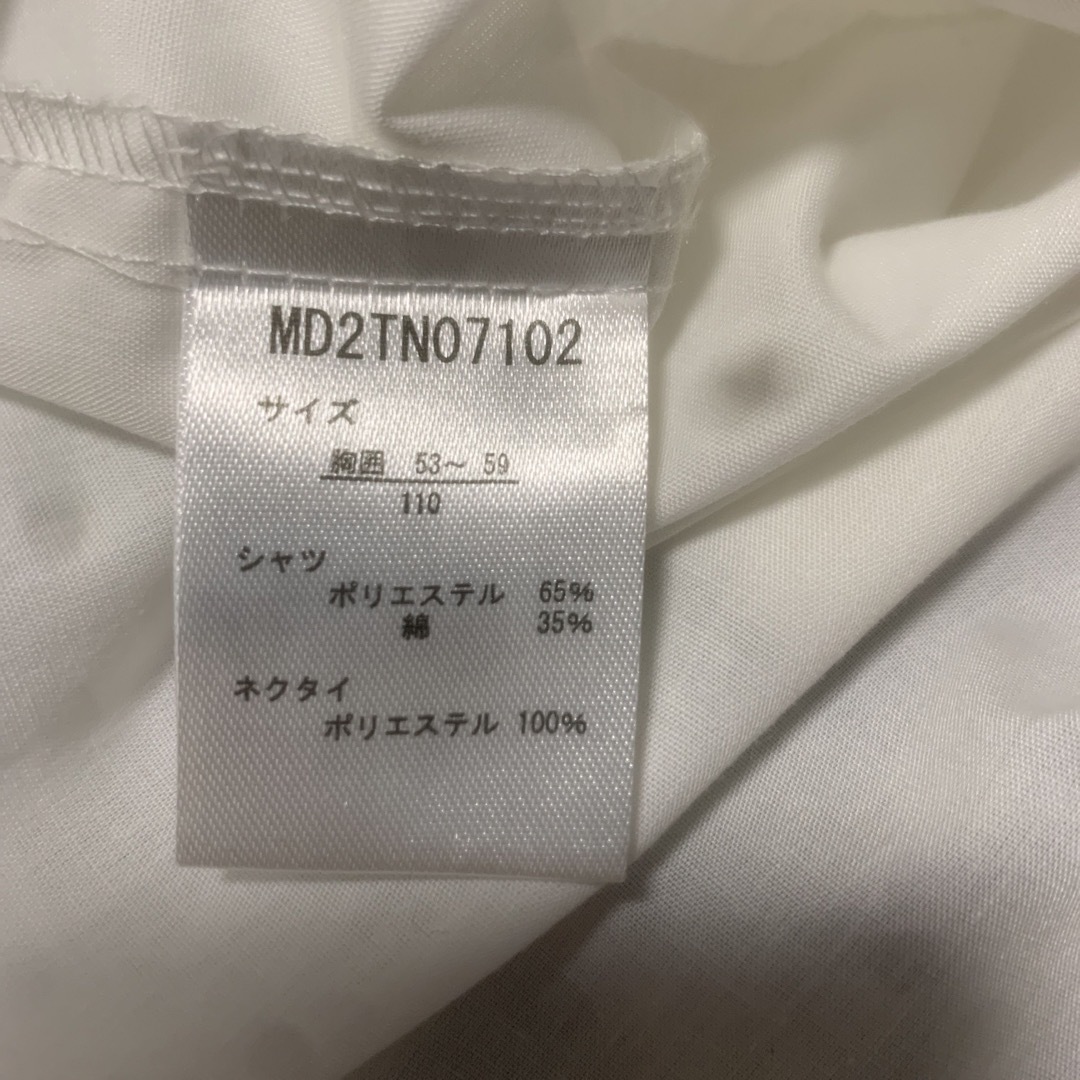 MD2TN07102
サイズ
胸囲 53～ 59
110
シャツ
ポリエステル 65%
綿 35%
ネクタイ
ポリエステル 100%